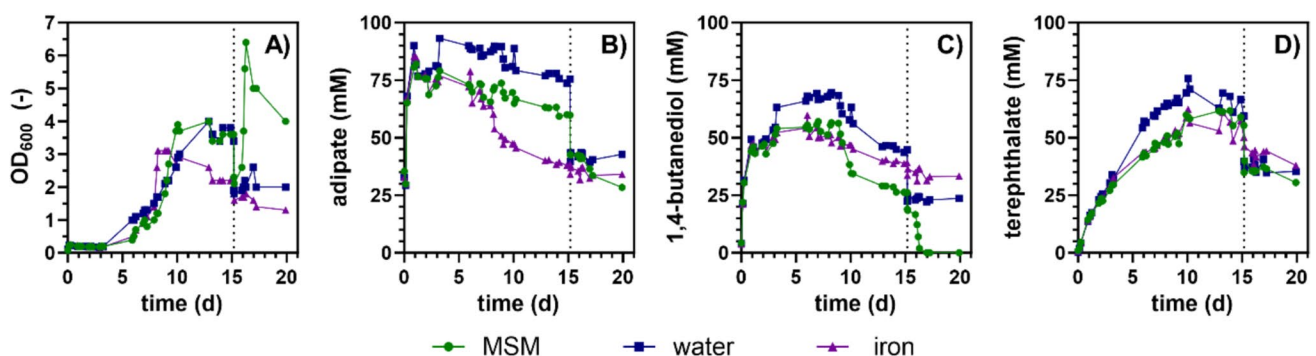 A)
OD600 (-)
7
6
5
4
3
2
1
0
0 5 10 15 20
time (d)
B)
adipate (mM)
100
75
50
25
0
0 5 10 15 20
time (d)
C)
1,4-butanediol (mM)
100
75
50
25
0
0 5 10 15 20
time (d)
D)
terephthalate (mM)
100
75
50
25
0
0 5 10 15 20
time (d)
MSM water iron